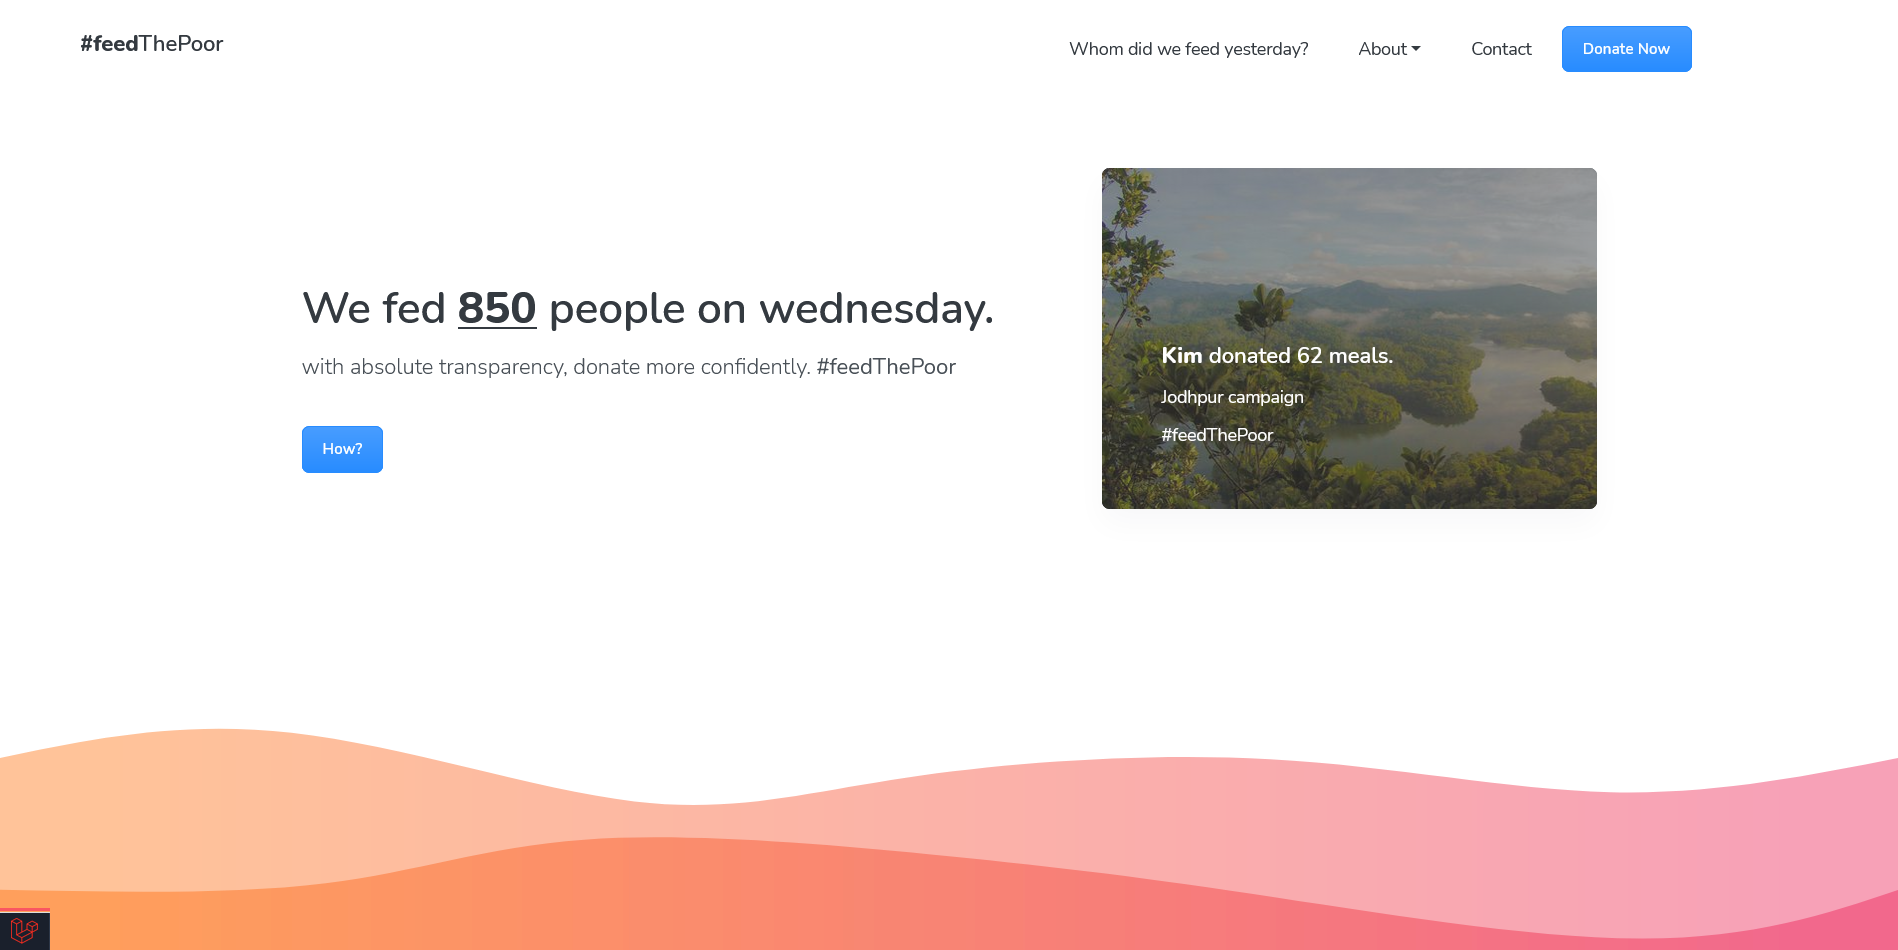 #feedThePoor
Whom did we feed yesterday?
About
Contact
Donate Now
We fed 850 people on wednesday.
with absolute transparency, donate more confidently. #feedThePoor
How?
Kim donated 62 meals.
Jodhpur campaign
#feedThePoor